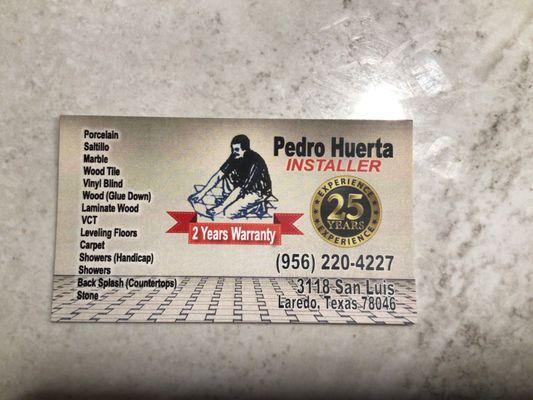 Porcelain
Saltillo
Marble
Wood Tile
Vinyl Blind
Wood (Glue Down)
Laminate Wood
VCT
Leveling Floors
Carpet
Showers (Handicap)
Showers
Back Splash (Countertops)
Stone
2 Years Warranty
Pedro Huerta
INSTALLER
EXPERIENCE
25
YEARS
EXPERIENCE
(956) 220-4227
3118 San Luis
Laredo, Texas 78046